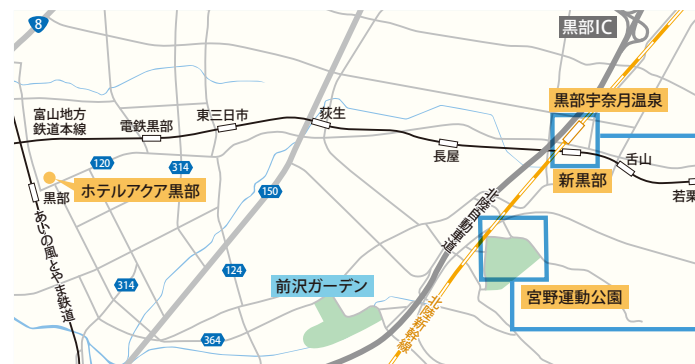 8
黒部IC
黒部宇奈月温泉
富山地方
鉄道本線
電鉄黒部
東三日市
荻生
長屋
新黒部
舌山
若栗
120
314
ホテルアクア黒部
黒部
150
あいの風とやま鉄道
北陸自動車道
314
124
前沢ガーデン
宮野運動公園
北陸新幹線
364